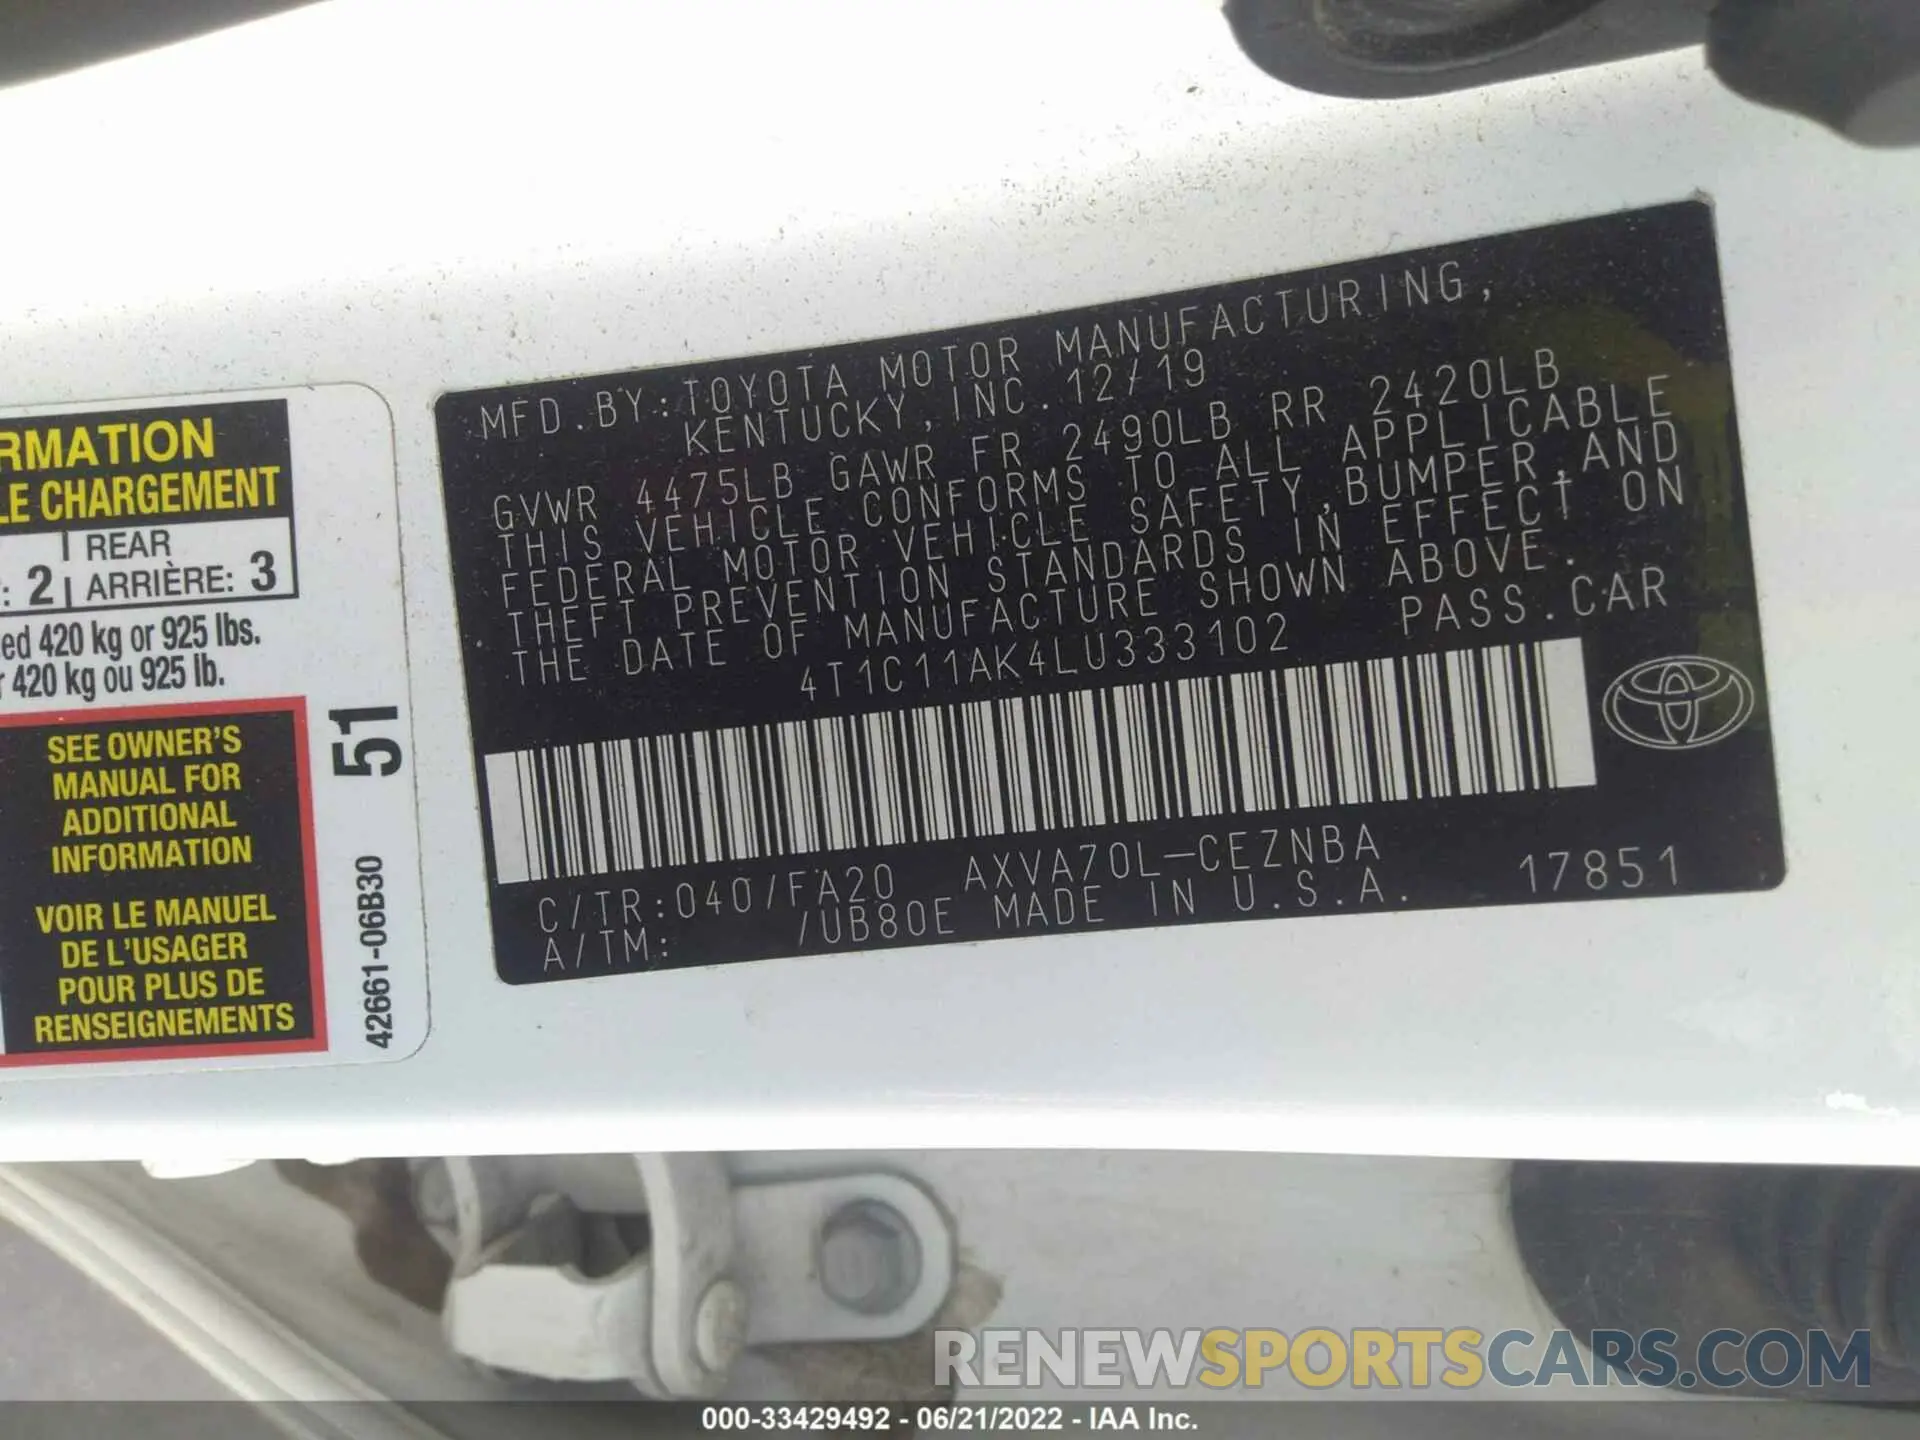 RMATION
LE CHARGEMENT
: 2 REAR
ARRIÈRE: 3
ed 420 kg or 925 lbs.
r 420 kg ou 925 lb.
SEE OWNER'S
MANUAL FOR
ADDITIONAL
INFORMATION
VOIR LE MANUEL
DE L'USAGER
POUR PLUS DE
RENSEIGNEMENTS
51
42661-06B30
MFD.BY:TOYOTA MOTOR MANUFACTURING,
KENTUCKY,INC.12/19
GVWR 4475LB GAWR FR 2490LB RR 2420LB
THIS VEHICLE CONFORMS TO ALL APPLICABLE
FEDERAL MOTOR VEHICLE SAFETY,BUMPER,AND
THEFT PREVENTION STANDARDS IN EFFECT ON
THE DATE OF MANUFACTURE SHOWN ABOVE.
4T1C11AK4LU333102 PASS.CAR
C/TR:040/FA20 AXVA70L-CEZNBA
A/TM: /UB80E MADE IN U.S.A. 17851
RENEWSPORTSCARS.COM
000-33429492 - 06/21/2022 - IAA Inc.